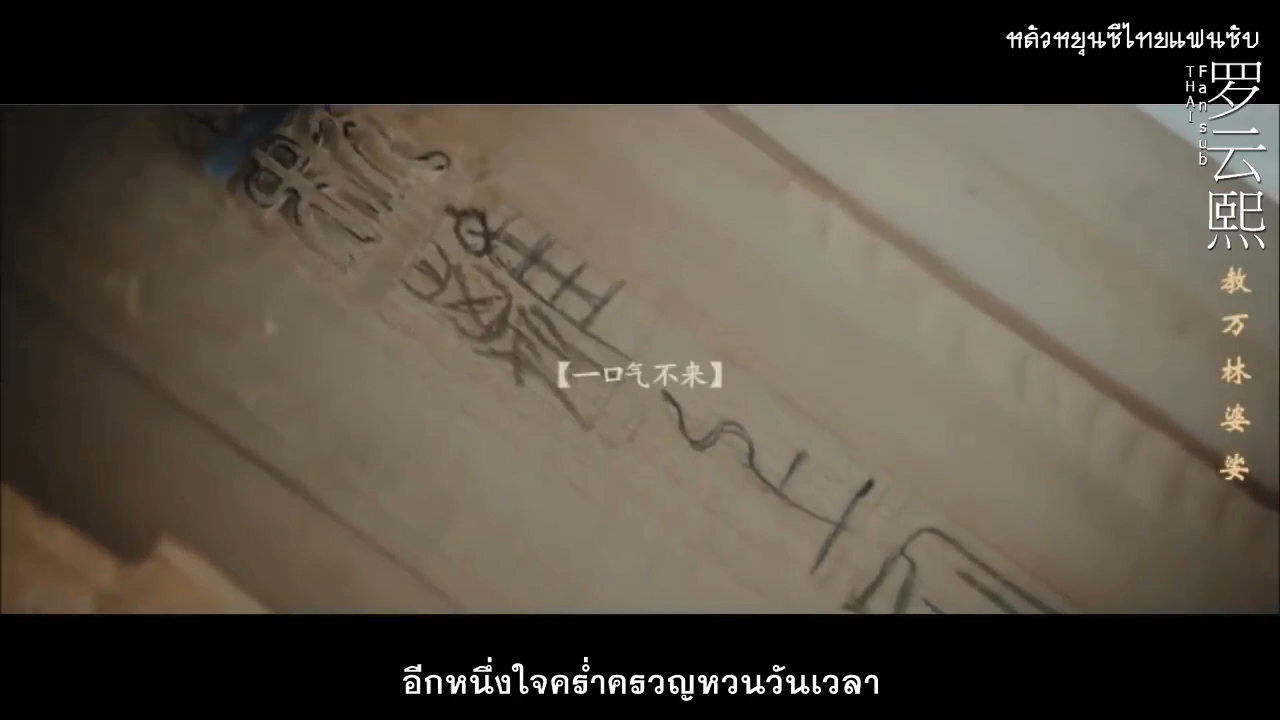 หลัวหยุนซีไทยแฟนซับ
罗云熙
THAI
Fansub
教万林婆娑
【一口气不来】
อีกหนึ่งใจคร่ำครวญหวนวันเวลา